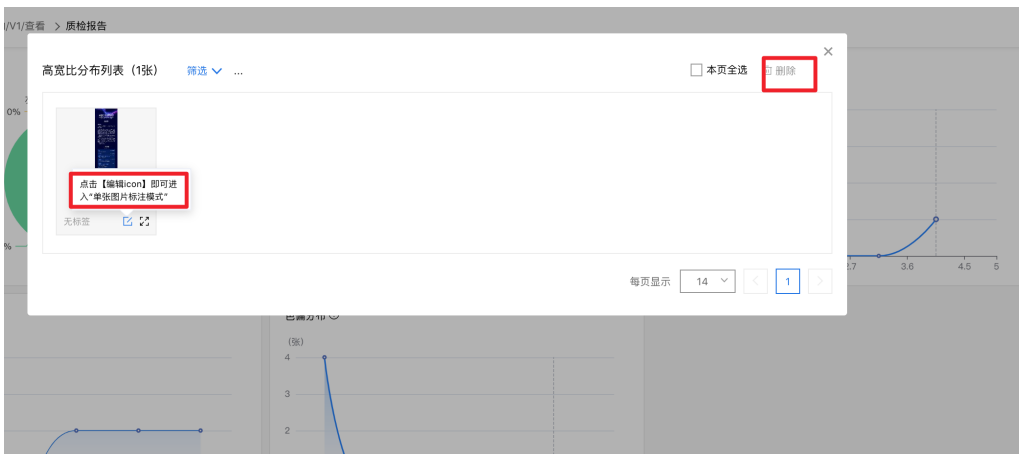 I/V1/查看 > 质检报告
高宽比分布列表（1张） 筛选 ...
本页全选 删除
0%
点击【编辑icon】即可进
入“单张图片标注模式”
无标签
%
2.7 3.6 4.5 5
每页显示 14 1
色偏分布
(张)
4
3
2